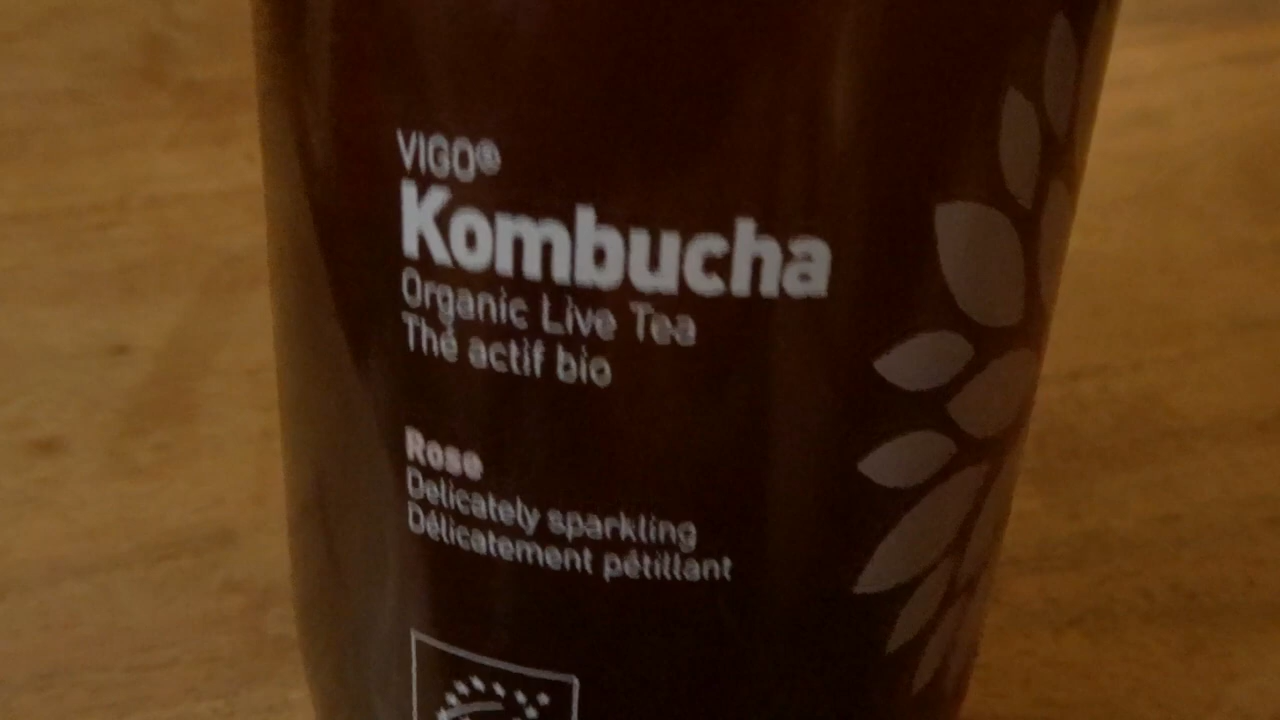 VIGO®
Kombucha
Organic Live Tea
Thé actif bio
Rose
Delicately sparkling
Délicatement pétillant